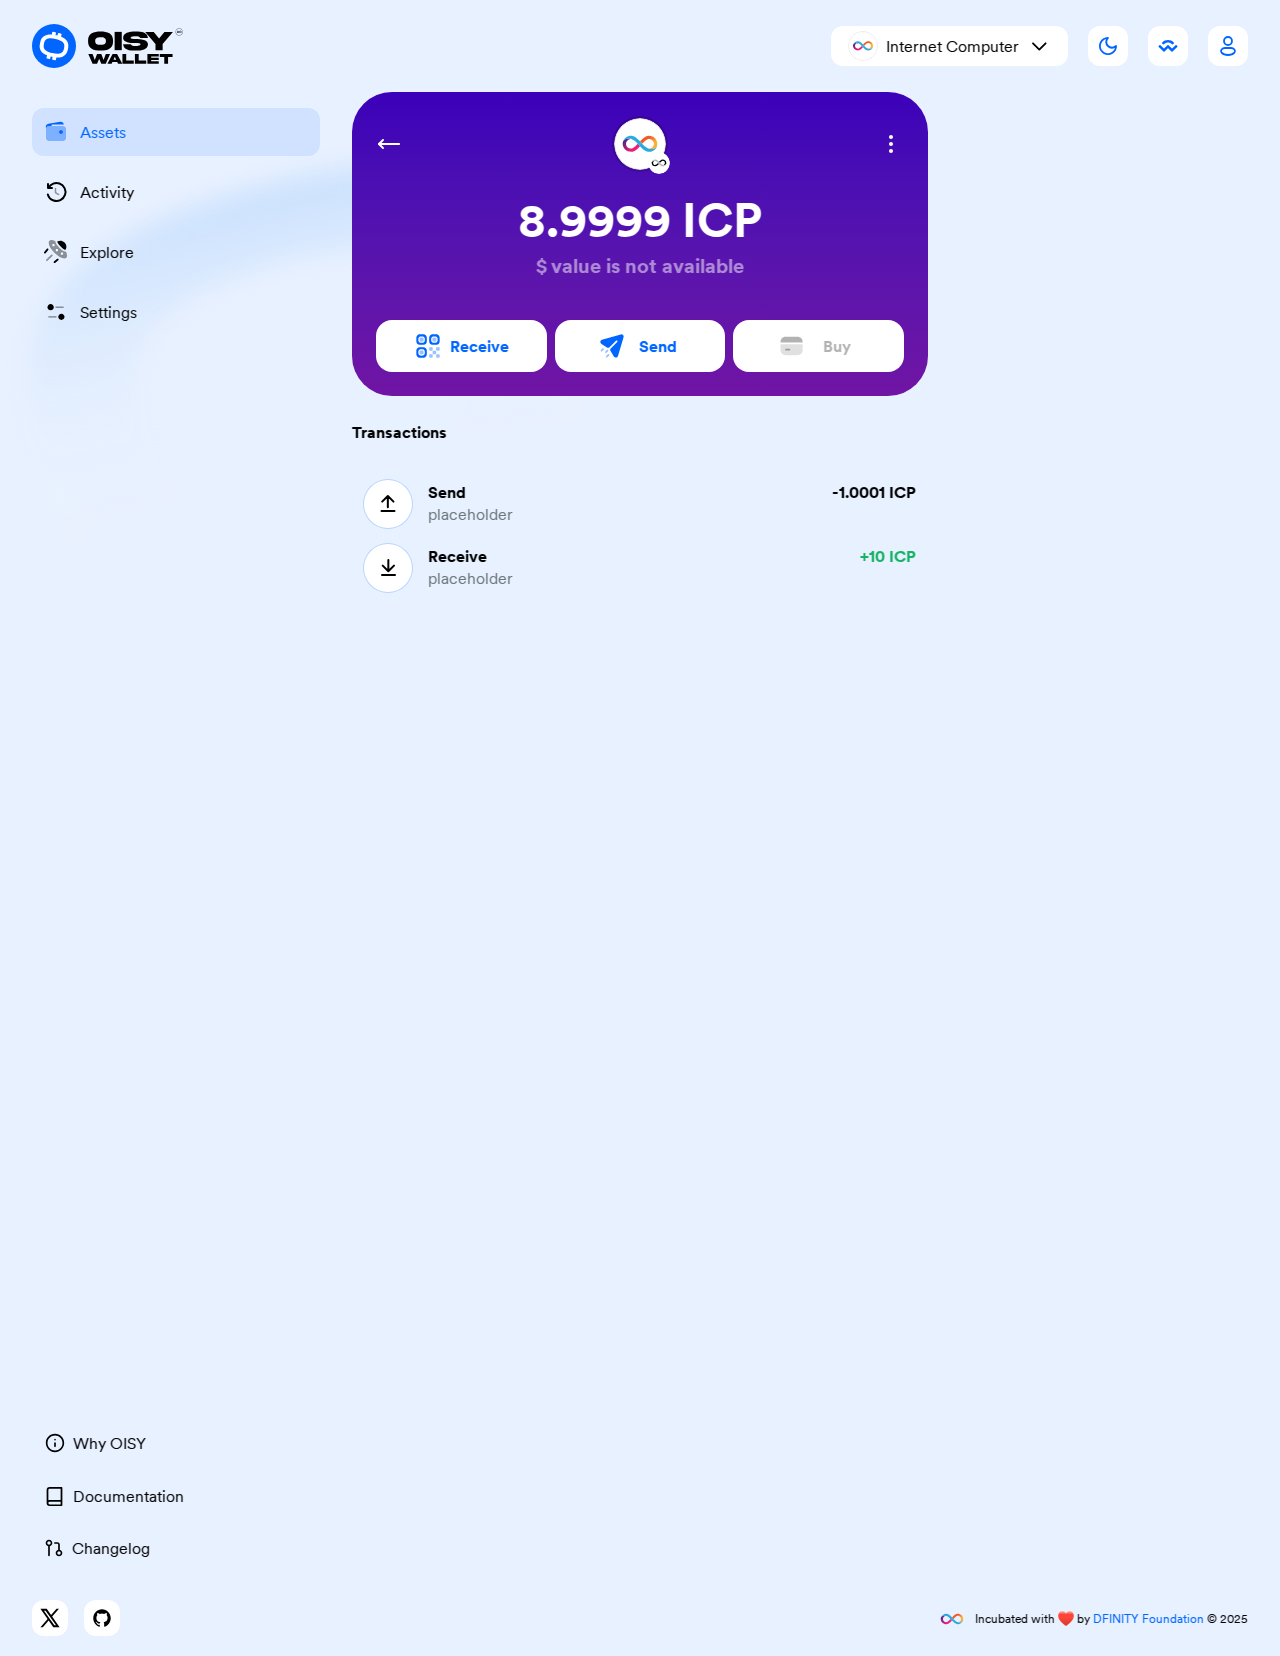 OISY
WALLET
Internet Computer
Assets
Activity
Explore
Settings
8.9999 ICP
$ value is not available
Receive
Send
Buy
Transactions
Send
-1.0001 ICP
placeholder
Receive
+10 ICP
placeholder
Why OISY
Documentation
Changelog
Incubated with ❤️ by DFINITY Foundation © 2025